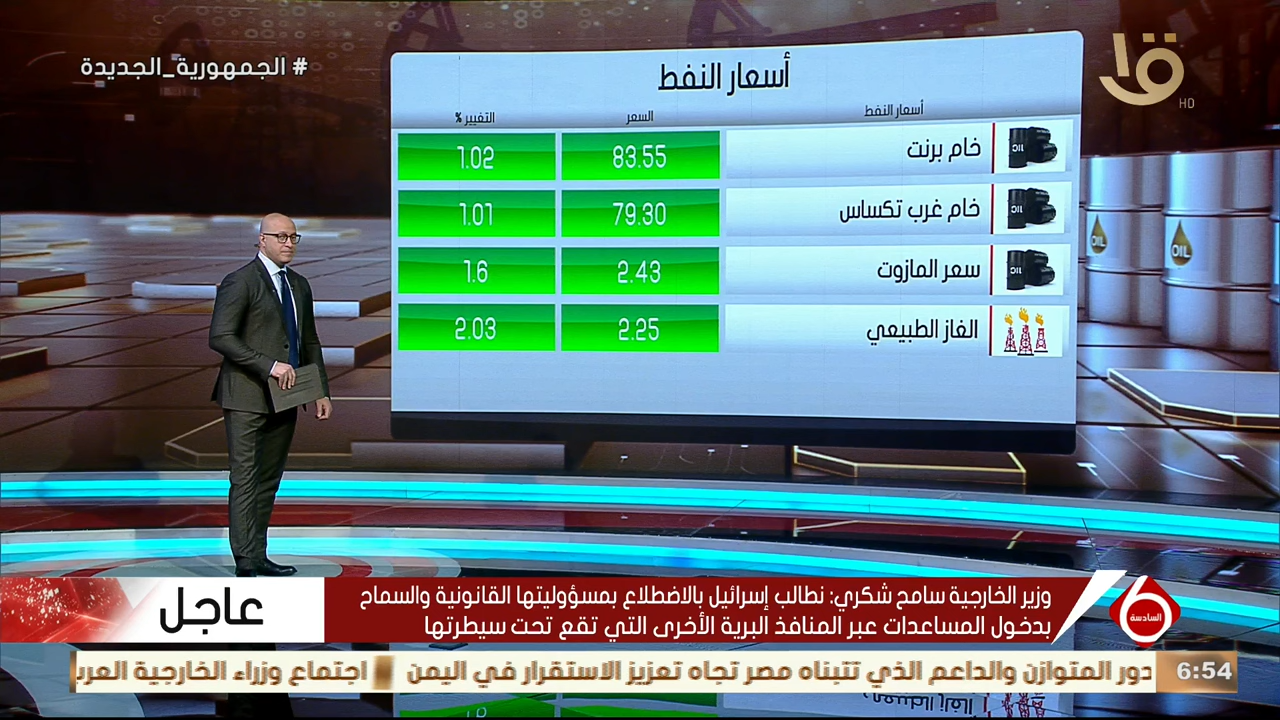 # الجمهورية_الجديدة
HD
أسعار النفط
أسعار النفط السعر التغيير %
خام برنت 83.55 1.02
خام غرب تكساس 79.30 1.01
سعر المازوت 2.43 1.6
الغاز الطبيعي 2.25 2.03
OIL
OIL
عاجل
وزير الخارجية سامح شكري: نطالب إسرائيل بالاضطلاع بمسؤوليتها القانونية والسماح
بدخول المساعدات عبر المنافذ البرية الأخرى التي تقع تحت سيطرتها
السادسة
6:54 دور المتوازن والداعم الذي تتبناه مصر تجاه تعزيز الاستقرار في اليمن اجتماع وزراء الخارجية العرب